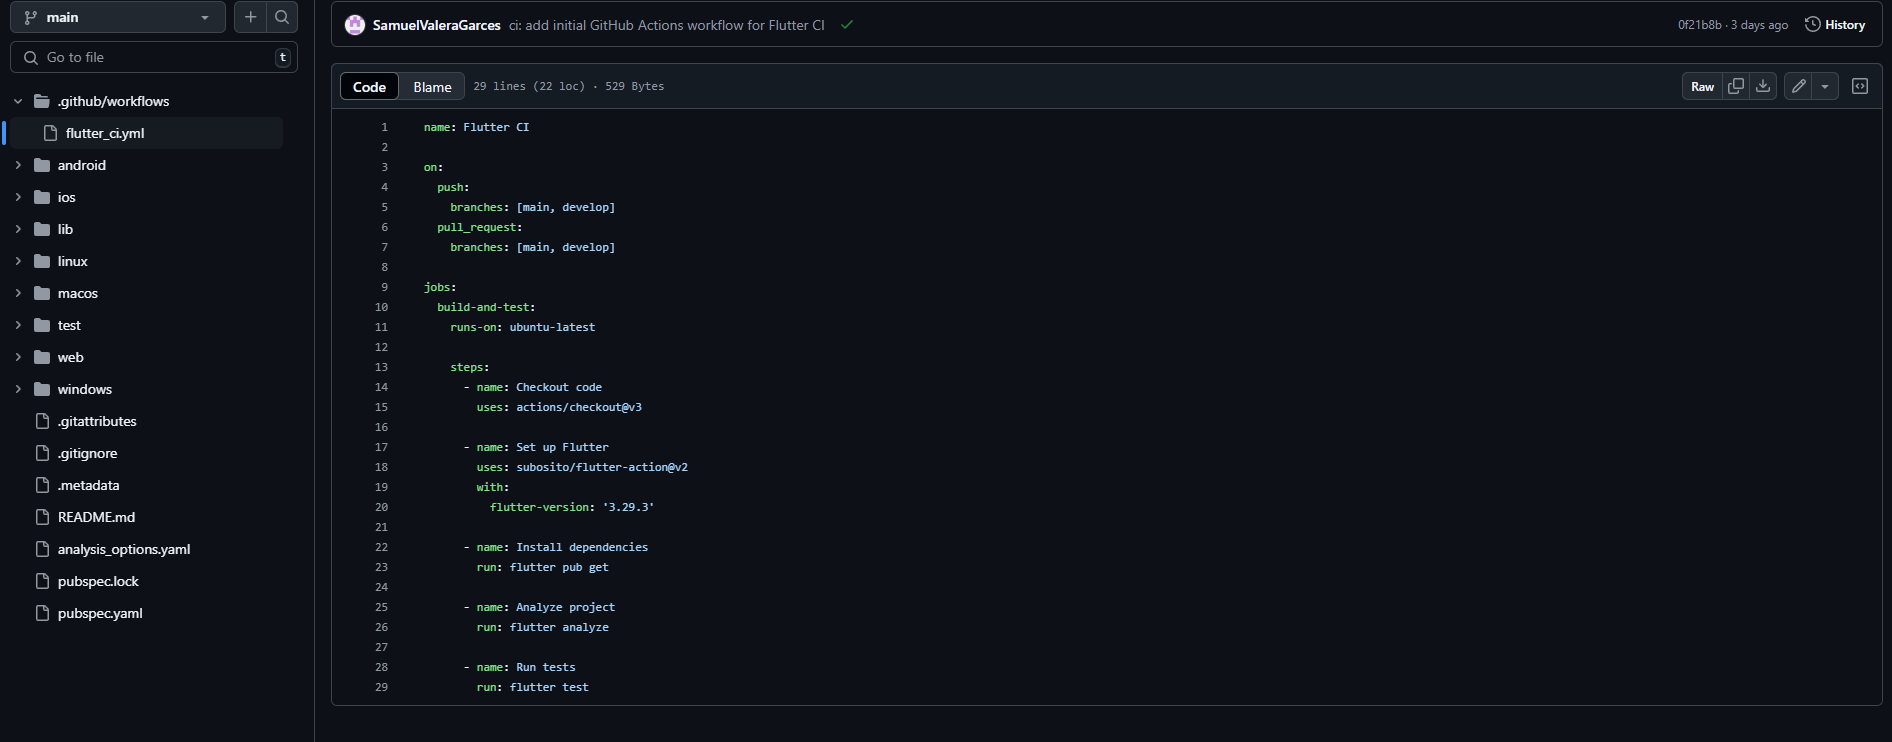 main
Go to file
t
.github/workflows
flutter_ci.yml
android
ios
lib
linux
macos
test
web
windows
.gitattributes
.gitignore
.metadata
README.md
analysis_options.yaml
pubspec.lock
pubspec.yaml
SamuelValeraGarces ci: add initial GitHub Actions workflow for Flutter CI
0f21b8b · 3 days ago History
Code Blame 29 lines (22 loc) · 529 Bytes
Raw
1 name: Flutter CI
2
3 on:
4   push:
5     branches: [main, develop]
6   pull_request:
7     branches: [main, develop]
8
9 jobs:
10   build-and-test:
11     runs-on: ubuntu-latest
12
13     steps:
14       - name: Checkout code
15         uses: actions/checkout@v3
16
17       - name: Set up Flutter
18         uses: subosito/flutter-action@v2
19         with:
20           flutter-version: '3.29.3'
21
22       - name: Install dependencies
23         run: flutter pub get
24
25       - name: Analyze project
26         run: flutter analyze
27
28       - name: Run tests
29         run: flutter test